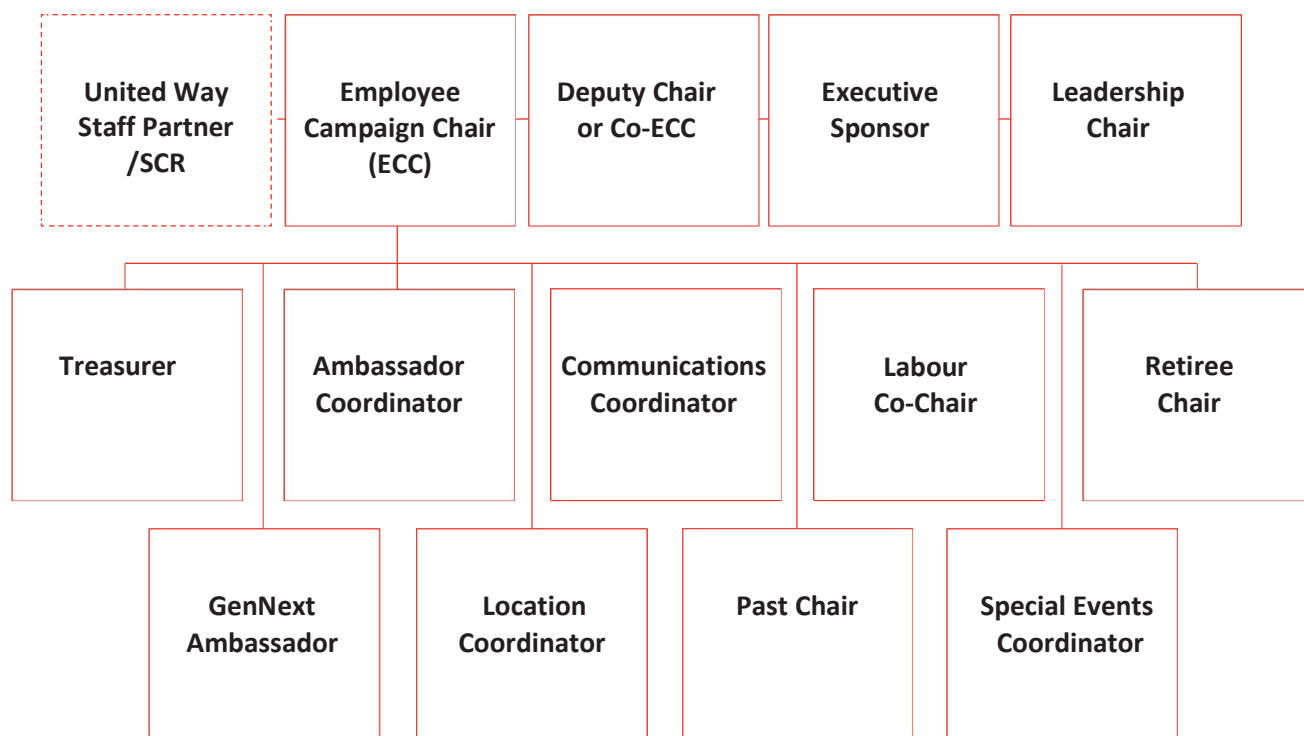 United Way
Staff Partner
/SCR
Employee
Campaign Chair
(ECC)
Deputy Chair
or Co-ECC
Executive
Sponsor
Leadership
Chair
Treasurer
Ambassador
Coordinator
Communications
Coordinator
Labour
Co-Chair
Retiree
Chair
GenNext
Ambassador
Location
Coordinator
Past Chair
Special Events
Coordinator